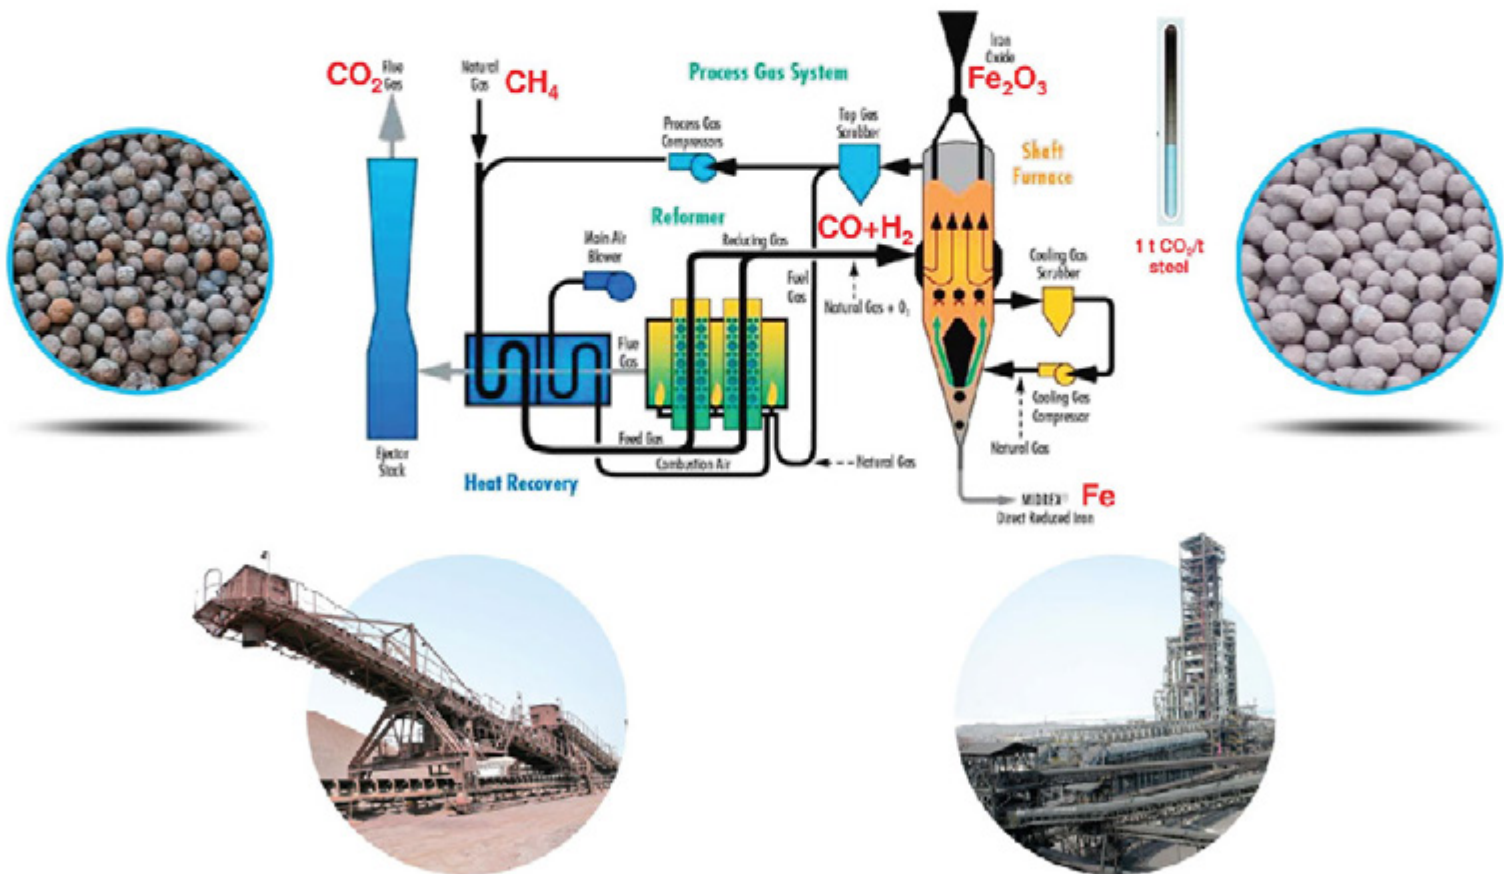 CO₂ Flue
Gas
Natural
Gas CH₄
Process Gas System
Iron
Oxide
Fe₂O₃
Process Gas
Compressors
Top Gas
Scrubber
Shaft
Furnace
Reformer
CO+H₂
Main Air
Blower
Reducing Gas
1 t CO₂/t
steel
Cooling Gas
Scrubber
Fuel
Gas
Natural Gas + O₂
Flue
Gas
Cooling Gas
Compressor
Feed Gas
Natural Gas
Ejector
Stack
Combustion Air
Natural Gas
Heat Recovery
MIDREX Fe
Direct Reduced Iron